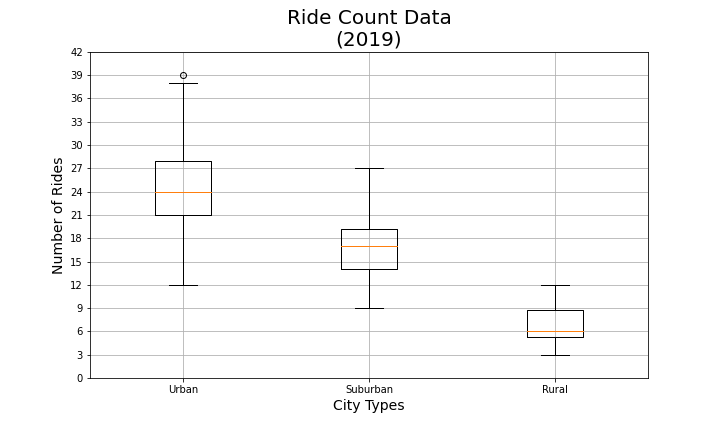 Ride Count Data
(2019)
42
39
36
33
30
27
24
21
18
15
12
9
6
3
0
Number of Rides
Urban
Suburban
Rural
City Types